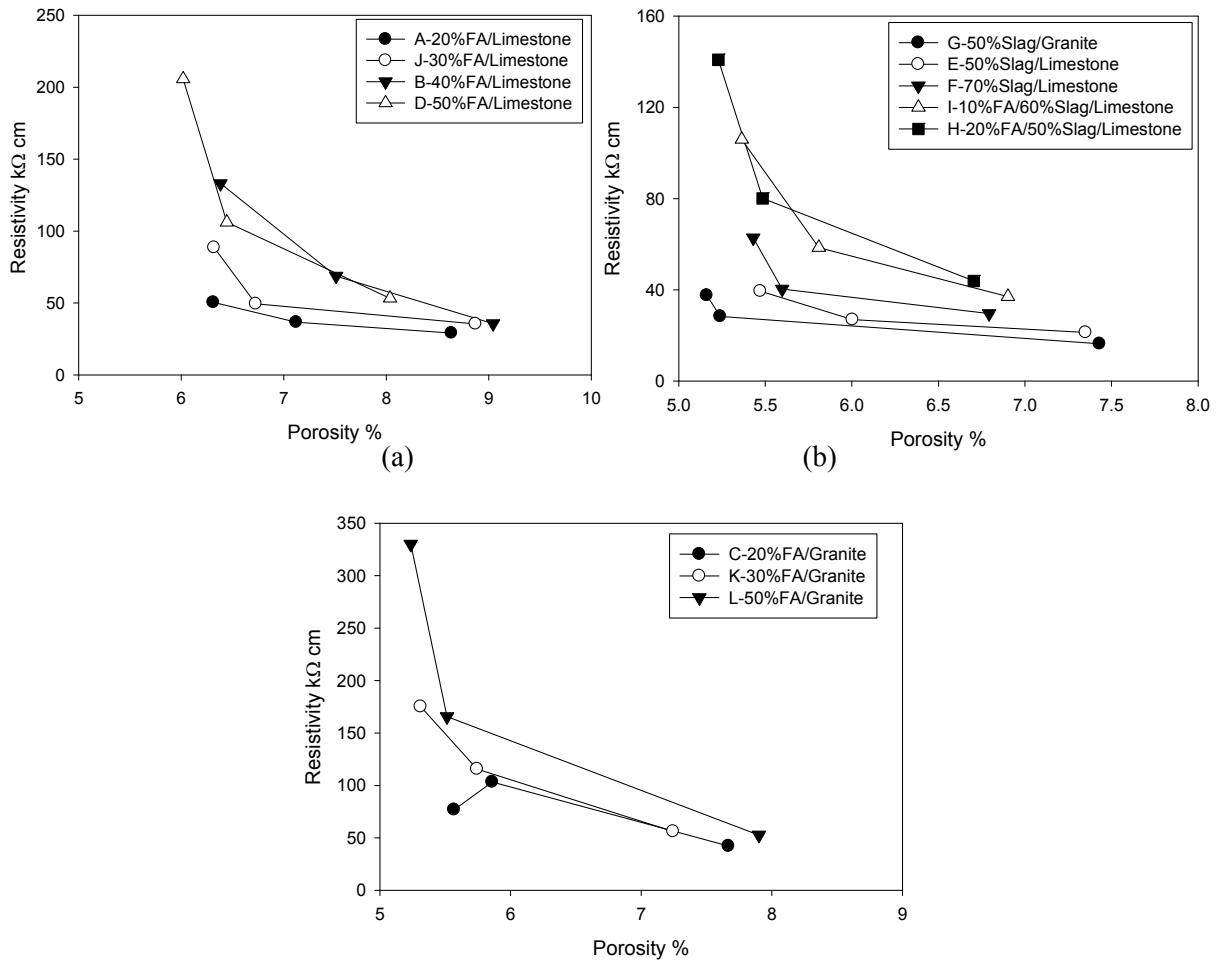 250
200
150
100
50
0
Resistivity kΩ cm
A-20%FA/Limestone
J-30%FA/Limestone
B-40%FA/Limestone
D-50%FA/Limestone
5 6 7 8 9 10
Porosity %
(a)
160
120
80
40
0
Resistivity kΩ cm
G-50%Slag/Granite
E-50%Slag/Limestone
F-70%Slag/Limestone
I-10%FA/60%Slag/Limestone
H-20%FA/50%Slag/Limestone
5.0 5.5 6.0 6.5 7.0 7.5 8.0
Porosity %
(b)
350
300
250
200
150
100
50
0
Resistivity kΩ cm
C-20%FA/Granite
K-30%FA/Granite
L-50%FA/Granite
5 6 7 8 9
Porosity %